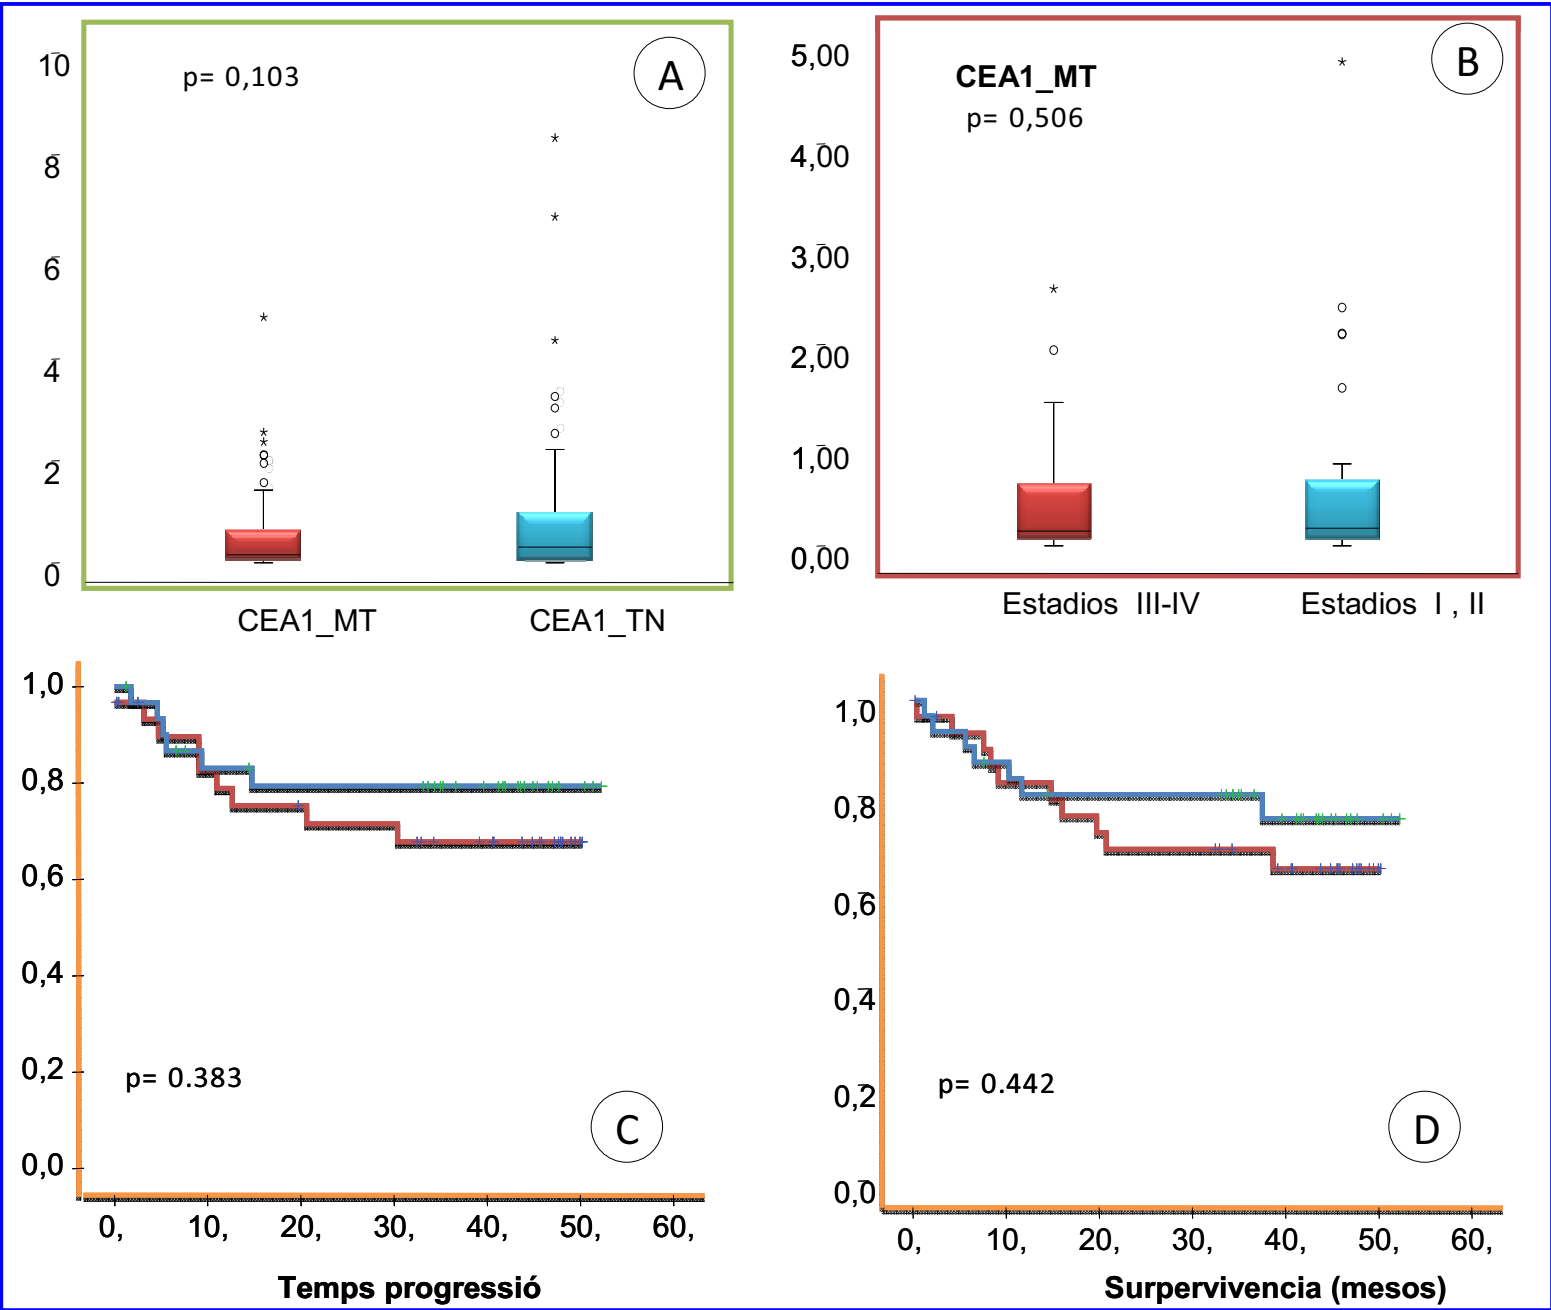 A
p= 0,103
10
8
6
4
2
0
CEA1_MT
CEA1_TN
B
CEA1_MT
p= 0,506
5,00
4,00
3,00
2,00
1,00
0,00
Estadios III-IV
Estadios I , II
1,0
0,8
0,6
0,4
0,2
0,0
p= 0.383
C
0, 10, 20, 30, 40, 50, 60,
Temps progressió
1,0
0,8
0,6
0,4
0,2
0,0
p= 0.442
D
0, 10, 20, 30, 40, 50, 60,
Surpervivencia (mesos)